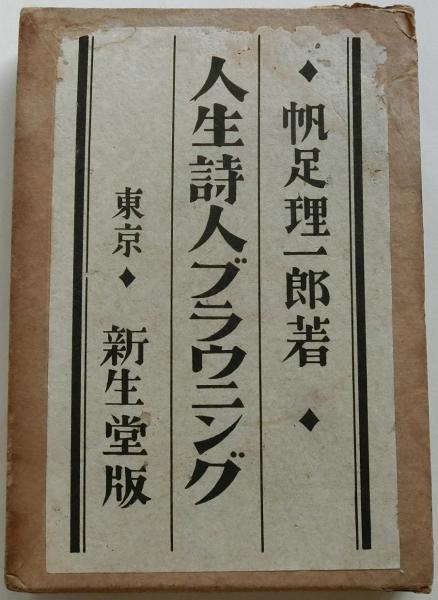 ◆ 帆足理一郎著 ◆
人生詩人ブラウニング
東京◆新生堂版